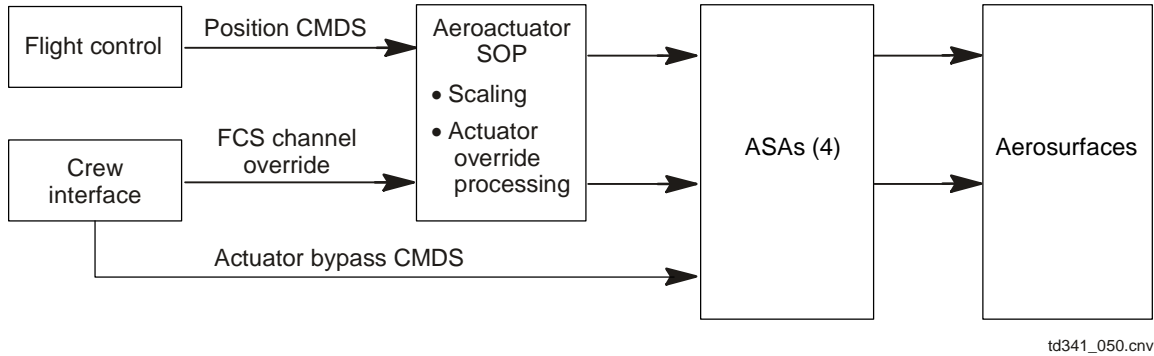 Flight control
Position CMDS
Aeroactuator
SOP
• Scaling
• Actuator
override
processing
Crew
interface
FCS channel
override
Actuator bypass CMDS
ASAs (4)
Aerosurfaces
td341_050.cnv